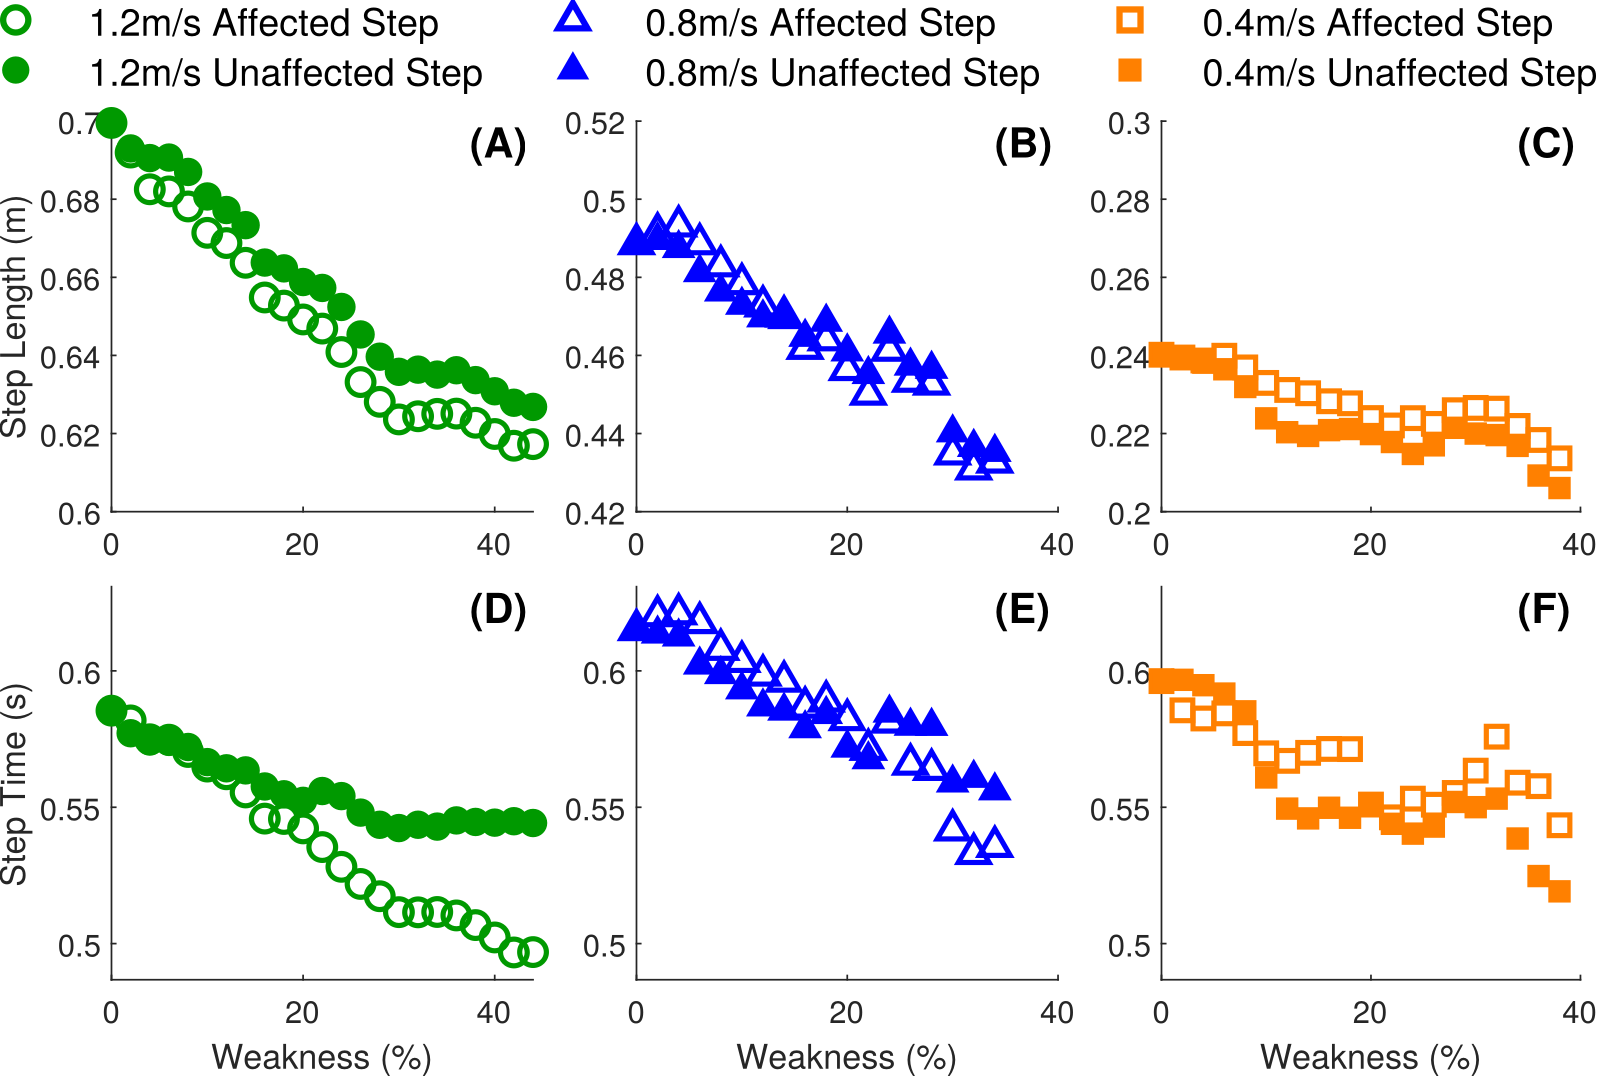 1.2m/s Affected Step
0.8m/s Affected Step
0.4m/s Affected Step
1.2m/s Unaffected Step
0.8m/s Unaffected Step
0.4m/s Unaffected Step
Step Length (m)
0.7
0.68
0.66
0.64
0.62
0.6
0 20 40
(A)
0.52
0.5
0.48
0.46
0.44
0.42
0 20 40
(B)
0.3
0.28
0.26
0.24
0.22
0.2
0 20 40
(C)
Step Time (s)
0.6
0.55
0.5
0 20 40
Weakness (%)
(D)
0.6
0.55
0.5
0 20 40
Weakness (%)
(E)
0.6
0.55
0.5
0 20 40
Weakness (%)
(F)